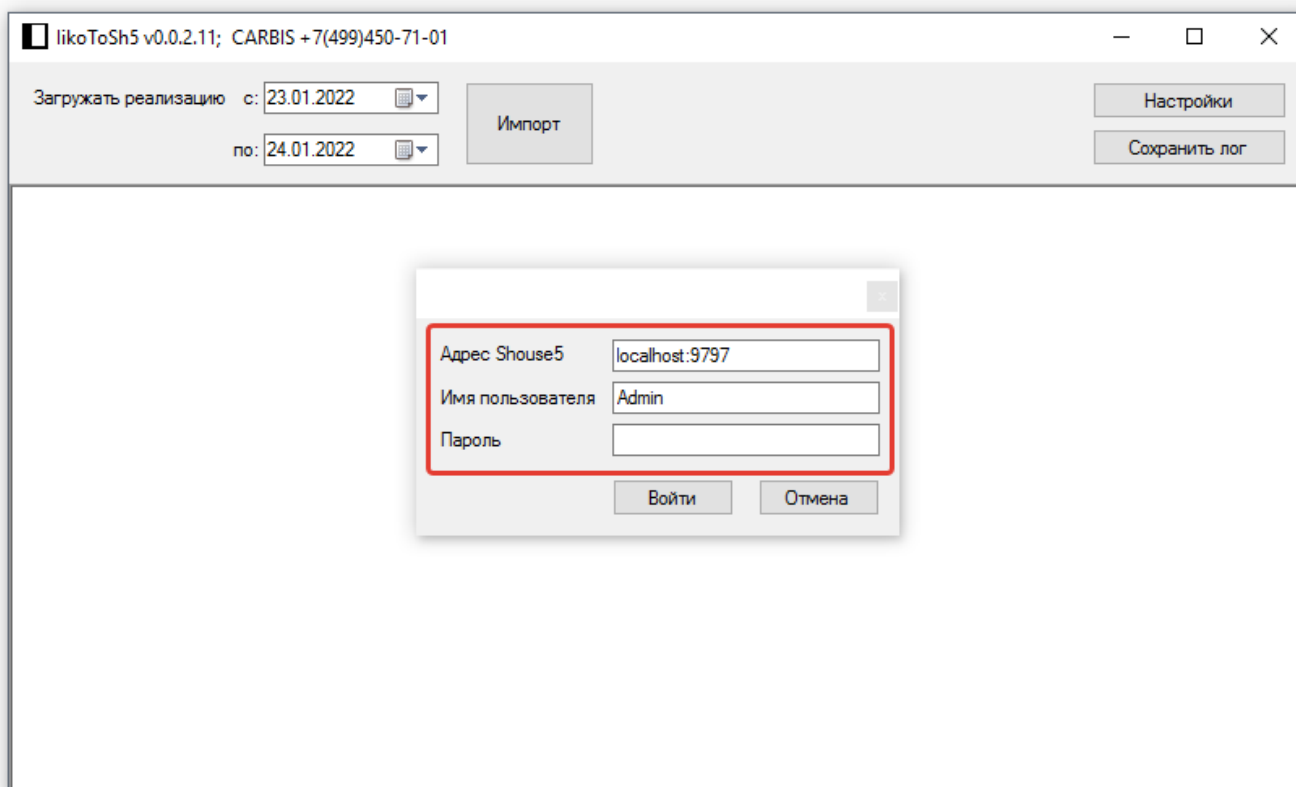 IikoToSh5 v0.0.2.11;  CARBIS +7(499)450-71-01
Загружать реализацию с: 23.01.2022
Импорт
Настройки
по: 24.01.2022
Сохранить лог
x
Адрес Shouse5 localhost:9797
Имя пользователя Admin
Пароль
Войти Отмена